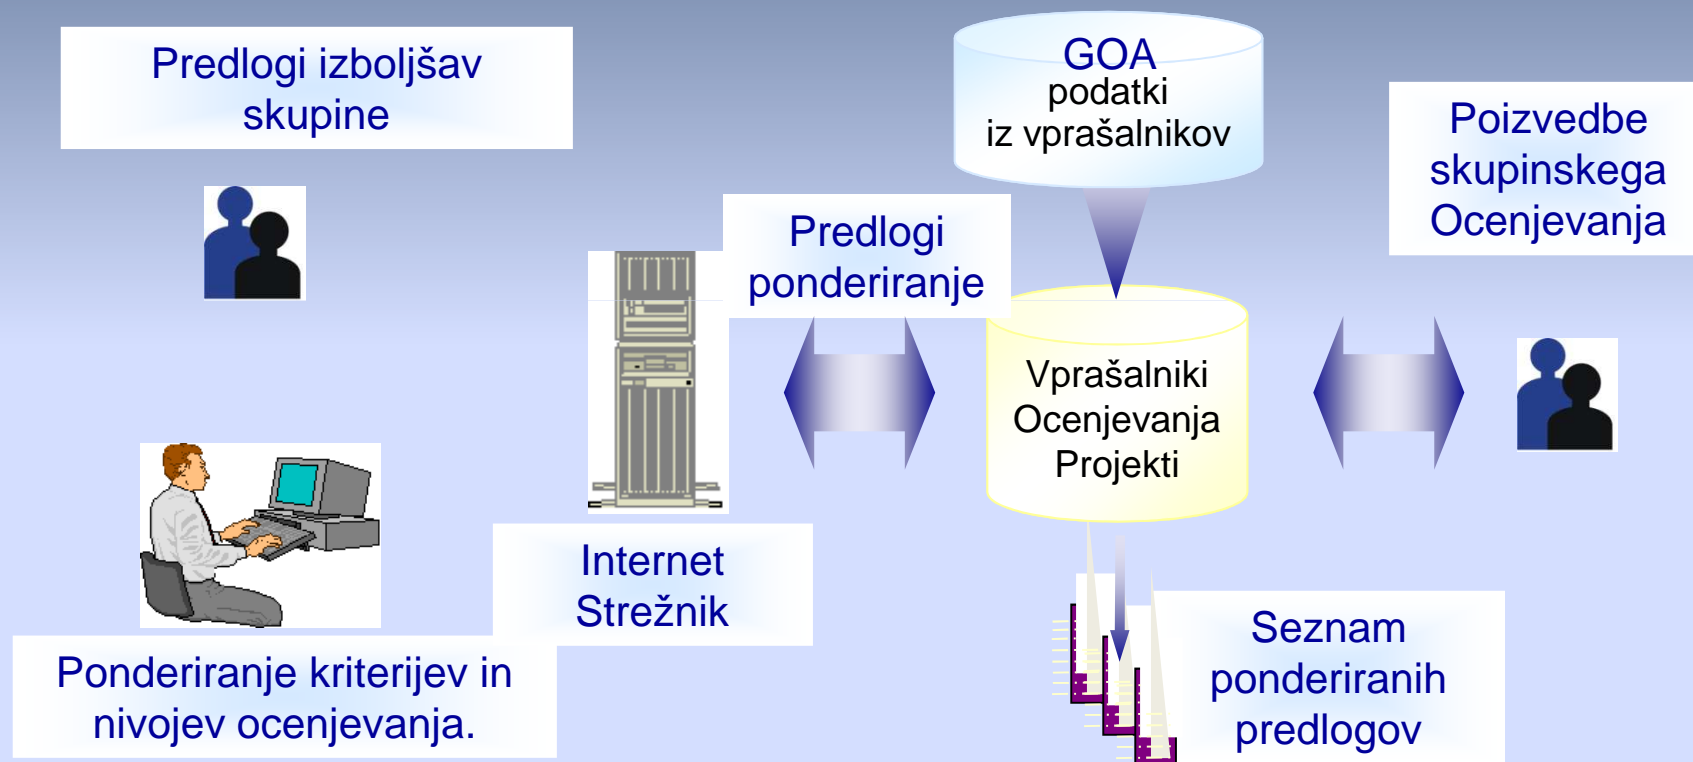 Predlogi izboljšav
skupine
GOA
podatki
iz vprašalnikov
Poizvedbe
skupinskega
Ocenjevanja
Predlogi
ponderiranje
Vprašalniki
Ocenjevanja
Projekti
Internet
Strežnik
Ponderiranje kriterijev in
nivojev ocenjevanja.
Seznam
ponderiranih
predlogov